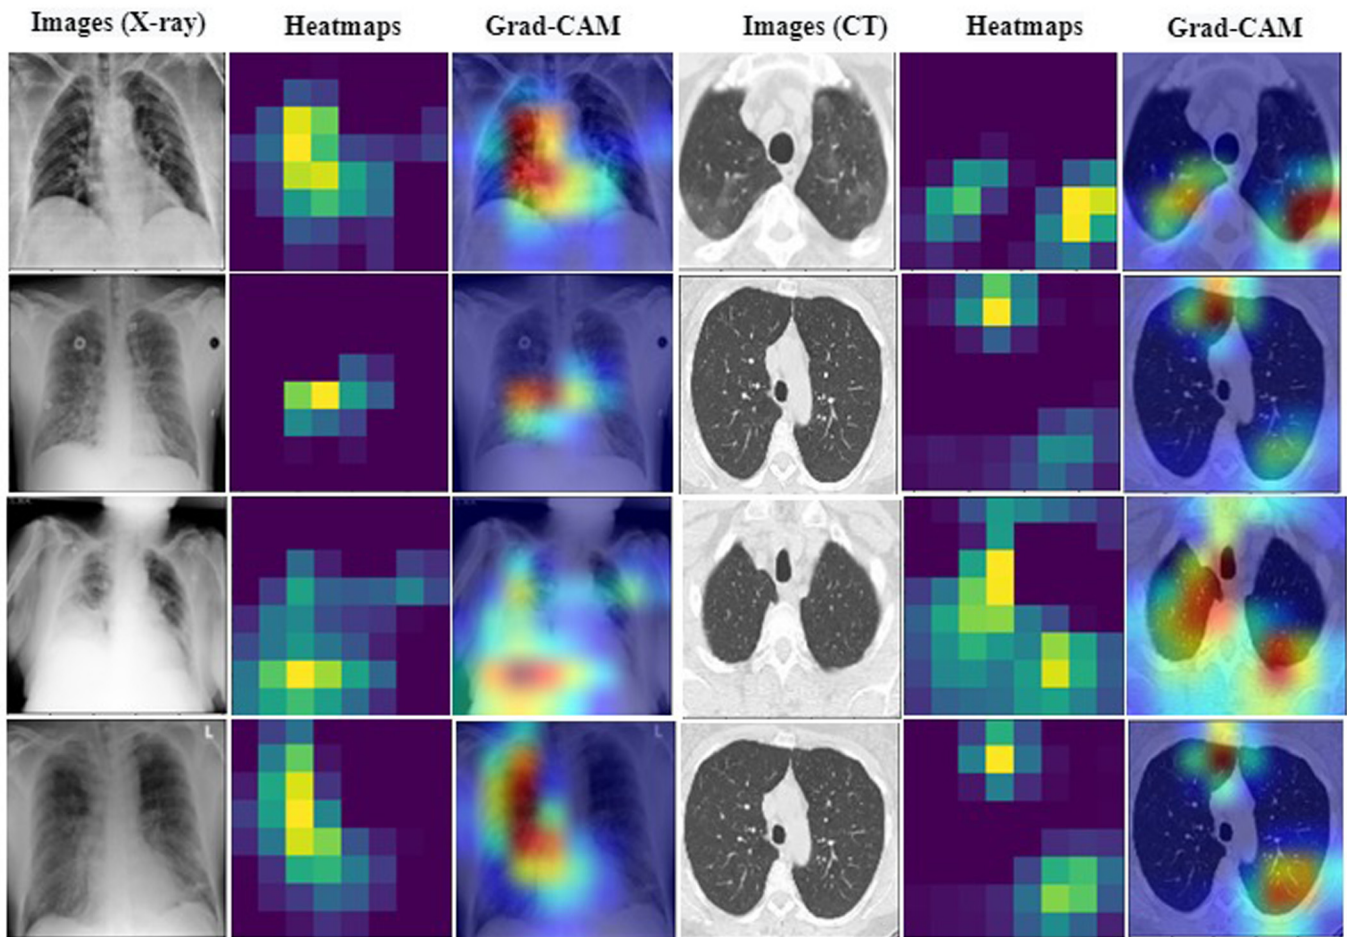 Images (X-ray)
Heatmaps
Grad-CAM
Images (CT)
Heatmaps
Grad-CAM
L
L